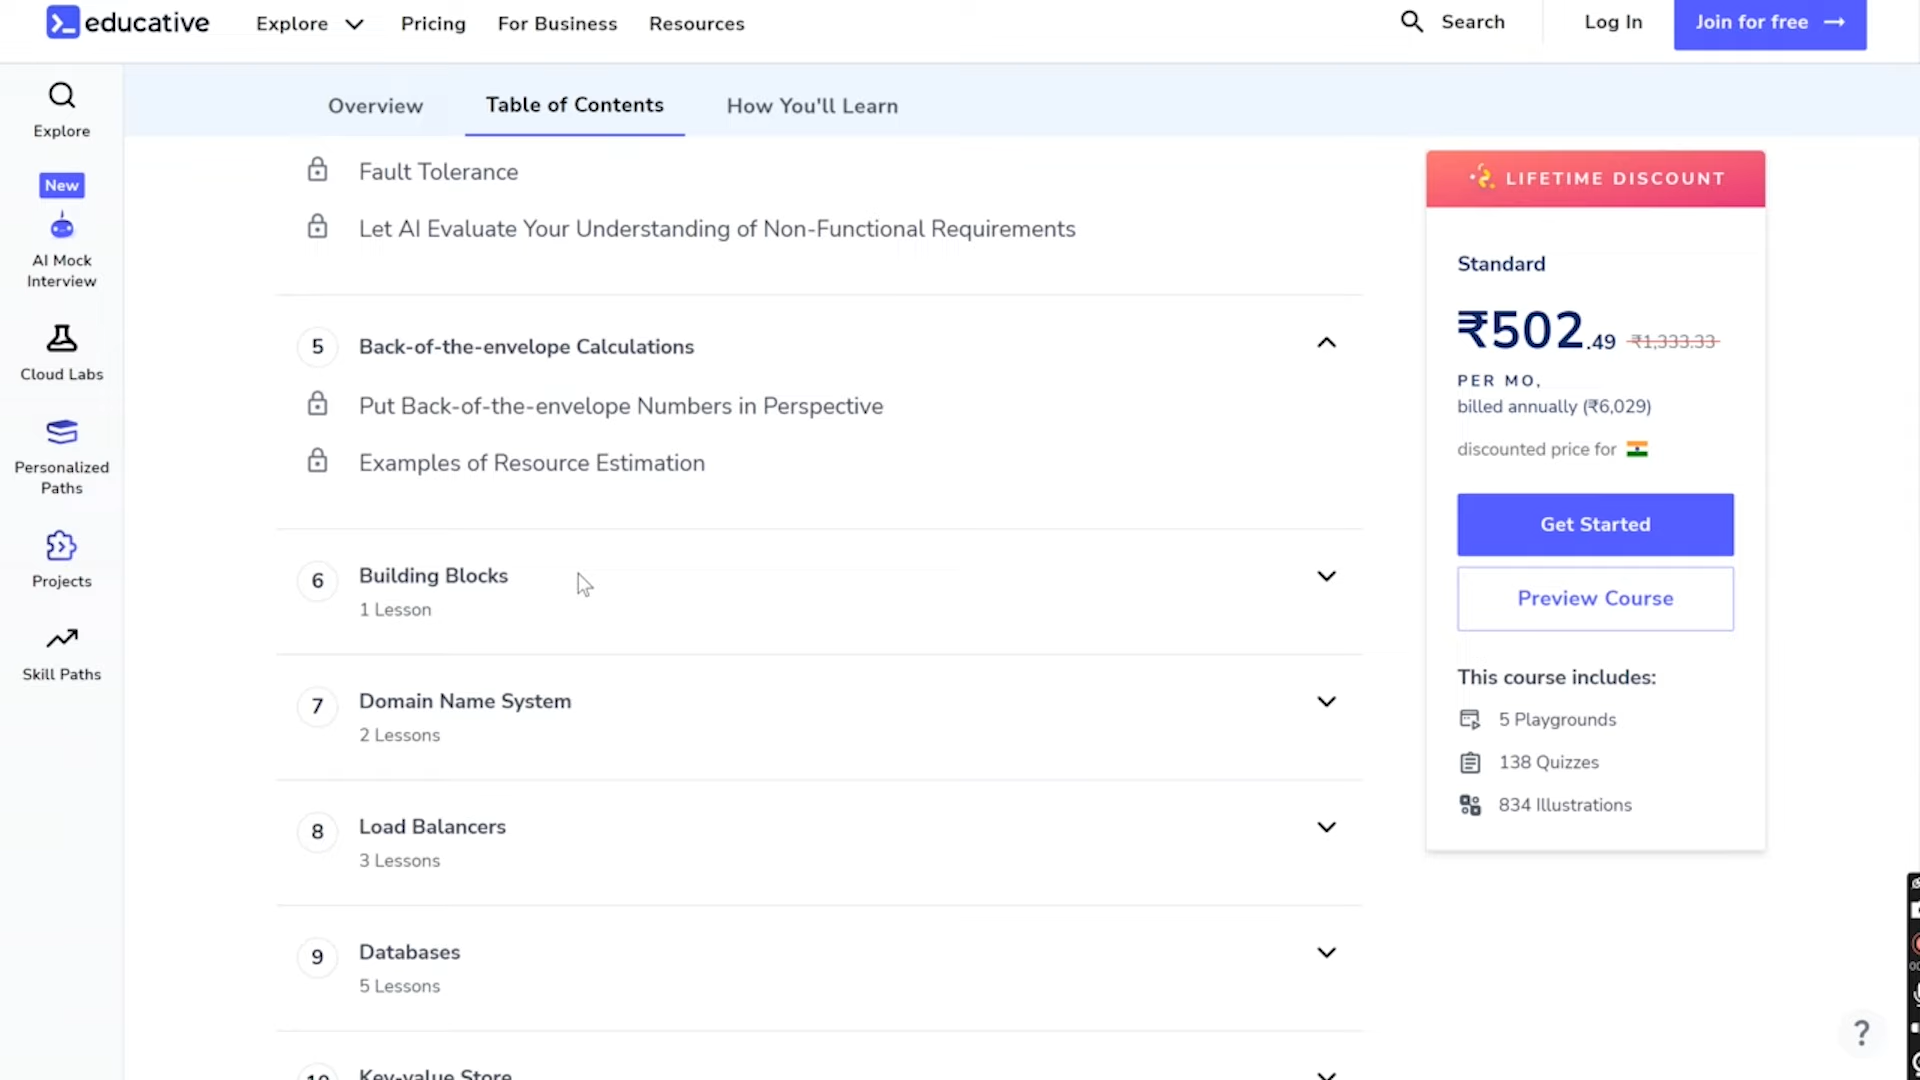 educative
Explore
Pricing
For Business
Resources
Search
Log In
Join for free →
Explore
New
AI Mock
Interview
Cloud Labs
Personalized
Paths
Projects
Skill Paths
Overview
Table of Contents
How You'll Learn
Fault Tolerance
Let AI Evaluate Your Understanding of Non-Functional Requirements
5
Back-of-the-envelope Calculations
Put Back-of-the-envelope Numbers in Perspective
Examples of Resource Estimation
6
Building Blocks
1 Lesson
7
Domain Name System
2 Lessons
8
Load Balancers
3 Lessons
9
Databases
5 Lessons
10
Key-value Store
LIFETIME DISCOUNT
Standard
₹502.49 ₹1,333.33
PER MO,
billed annually (₹6,029)
discounted price for
Get Started
Preview Course
This course includes:
5 Playgrounds
138 Quizzes
834 Illustrations
?